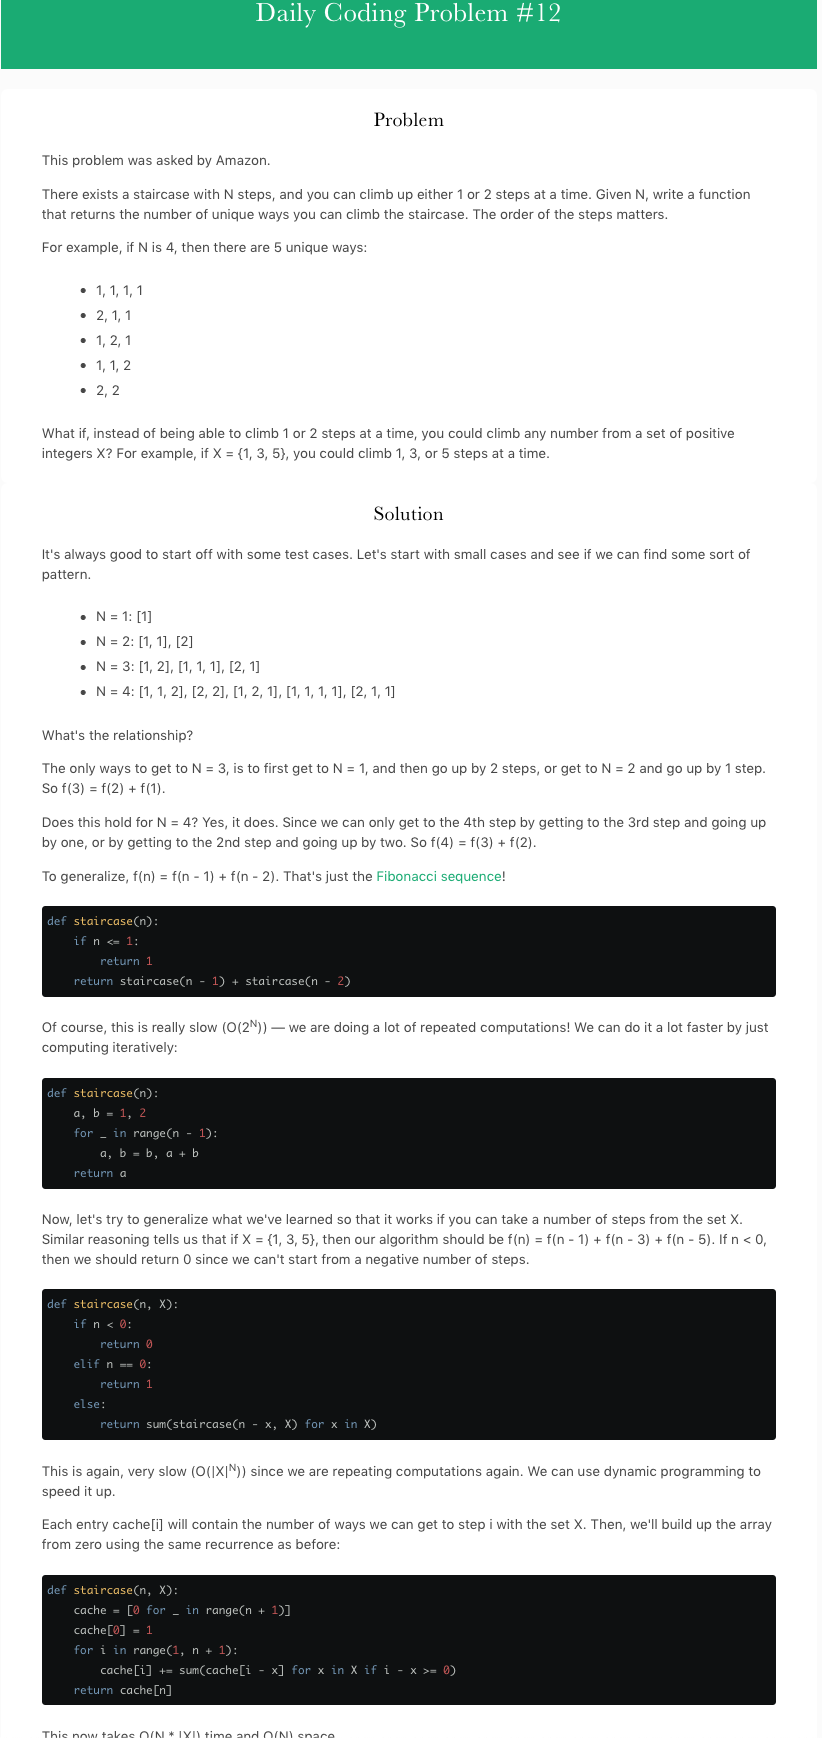 Daily Coding Problem #12
Problem
This problem was asked by Amazon.
There exists a staircase with N steps, and you can climb up either 1 or 2 steps at a time. Given N, write a function
that returns the number of unique ways you can climb the staircase. The order of the steps matters.
For example, if N is 4, then there are 5 unique ways:
• 1, 1, 1, 1
• 2, 1, 1
• 1, 2, 1
• 1, 1, 2
• 2, 2
What if, instead of being able to climb 1 or 2 steps at a time, you could climb any number from a set of positive
integers X? For example, if X = {1, 3, 5}, you could climb 1, 3, or 5 steps at a time.
Solution
It's always good to start off with some test cases. Let's start with small cases and see if we can find some sort of
pattern.
• N = 1: [1]
• N = 2: [1, 1], [2]
• N = 3: [1, 2], [1, 1, 1], [2, 1]
• N = 4: [1, 1, 2], [2, 2], [1, 2, 1], [1, 1, 1, 1], [2, 1, 1]
What's the relationship?
The only ways to get to N = 3, is to first get to N = 1, and then go up by 2 steps, or get to N = 2 and go up by 1 step.
So f(3) = f(2) + f(1).
Does this hold for N = 4? Yes, it does. Since we can only get to the 4th step by getting to the 3rd step and going up
by one, or by getting to the 2nd step and going up by two. So f(4) = f(3) + f(2).
To generalize, f(n) = f(n - 1) + f(n - 2). That's just the Fibonacci sequence!
def staircase(n):
    if n <= 1:
        return 1
    return staircase(n - 1) + staircase(n - 2)
Of course, this is really slow (O(2^N)) — we are doing a lot of repeated computations! We can do it a lot faster by just
computing iteratively:
def staircase(n):
    a, b = 1, 2
    for _ in range(n - 1):
        a, b = b, a + b
    return a
Now, let's try to generalize what we've learned so that it works if you can take a number of steps from the set X.
Similar reasoning tells us that if X = {1, 3, 5}, then our algorithm should be f(n) = f(n - 1) + f(n - 3) + f(n - 5). If n < 0,
then we should return 0 since we can't start from a negative number of steps.
def staircase(n, X):
    if n < 0:
        return 0
    elif n == 0:
        return 1
    else:
        return sum(staircase(n - x, X) for x in X)
This is again, very slow (O(|X|^N)) since we are repeating computations again. We can use dynamic programming to
speed it up.
Each entry cache[i] will contain the number of ways we can get to step i with the set X. Then, we'll build up the array
from zero using the same recurrence as before:
def staircase(n, X):
    cache = [0 for _ in range(n + 1)]
    cache[0] = 1
    for i in range(1, n + 1):
        cache[i] += sum(cache[i - x] for x in X if i - x >= 0)
    return cache[n]
This now takes O(N * |X|) time and O(N) space.